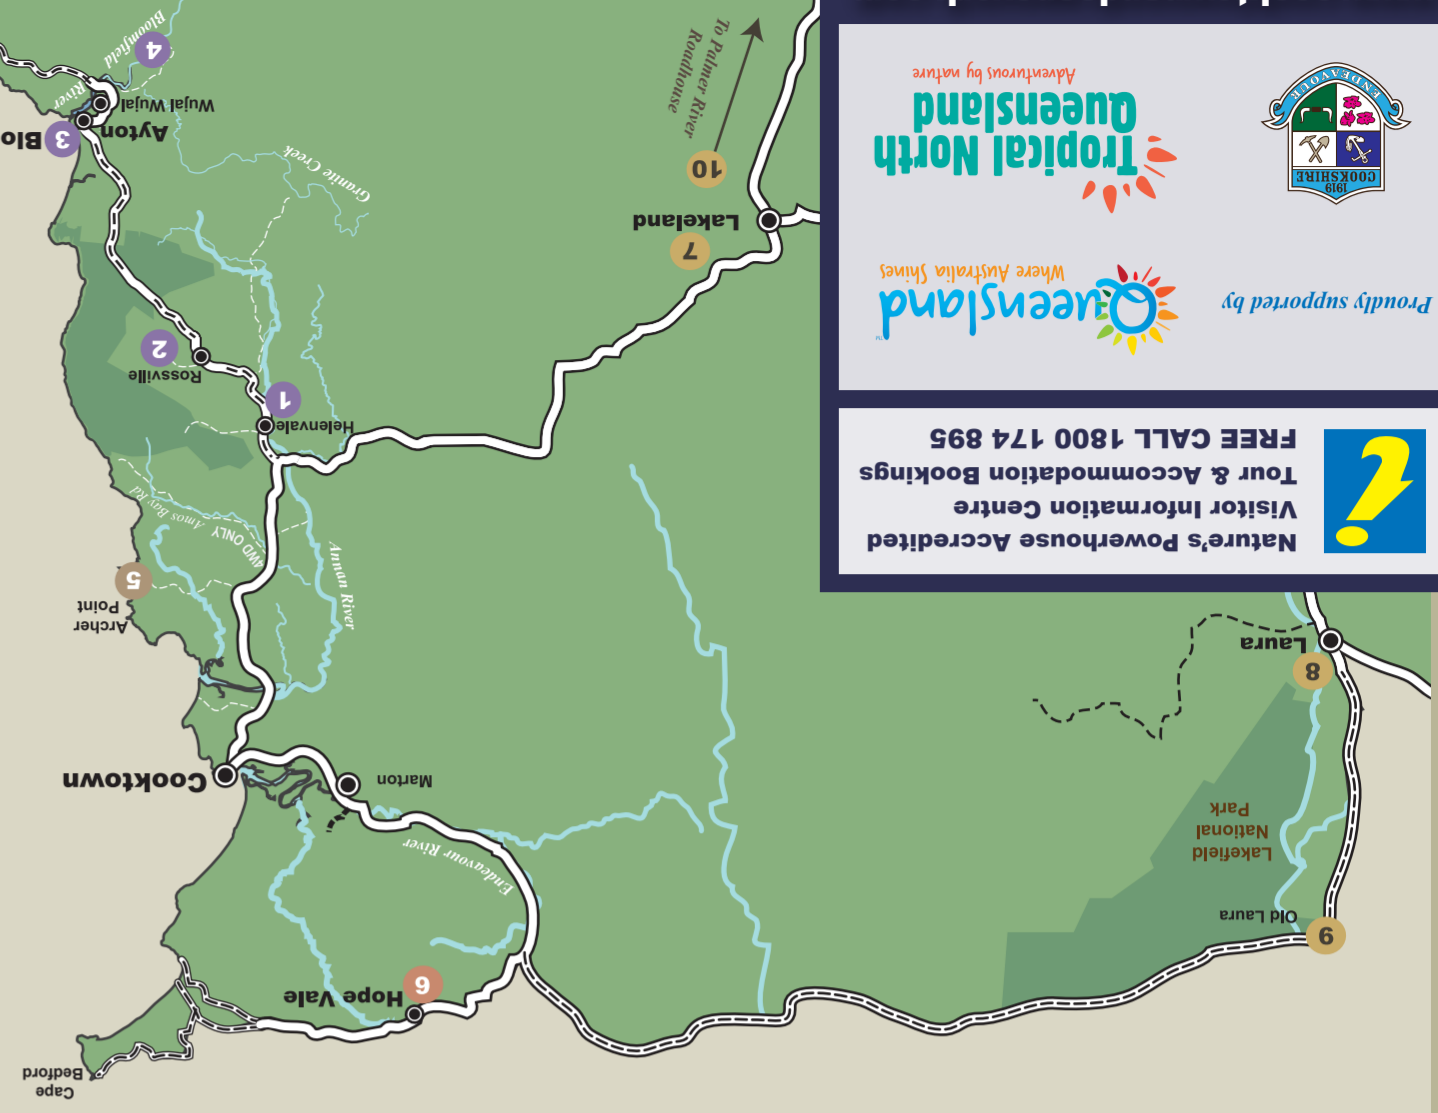 Cape
Bedford
Hope Vale
6
9
Old Laura
Lakefield
National
Park
Endeavour River
Marton
Cooktown
8
Laura
Archer
Point
5
Annan River
4WD ONLY
Amos Bay Rd
Nature's Powerhouse Accredited
Visitor Information Centre
Tour & Accommodation Bookings
FREE CALL 1800 174 895
Helenvale
1
Rossville
2
Proudly supported by
Queensland
TM
Where Australia Shines
7
Lakeland
10
To Palmer River
Roadhouse
1919
COOKSHIRE
ENDEAVOUR
Tropical North
Queensland
Adventurous by nature
Granite Creek
3
Blo
Ayton
Wujal Wujal
Bloomfield
River
4